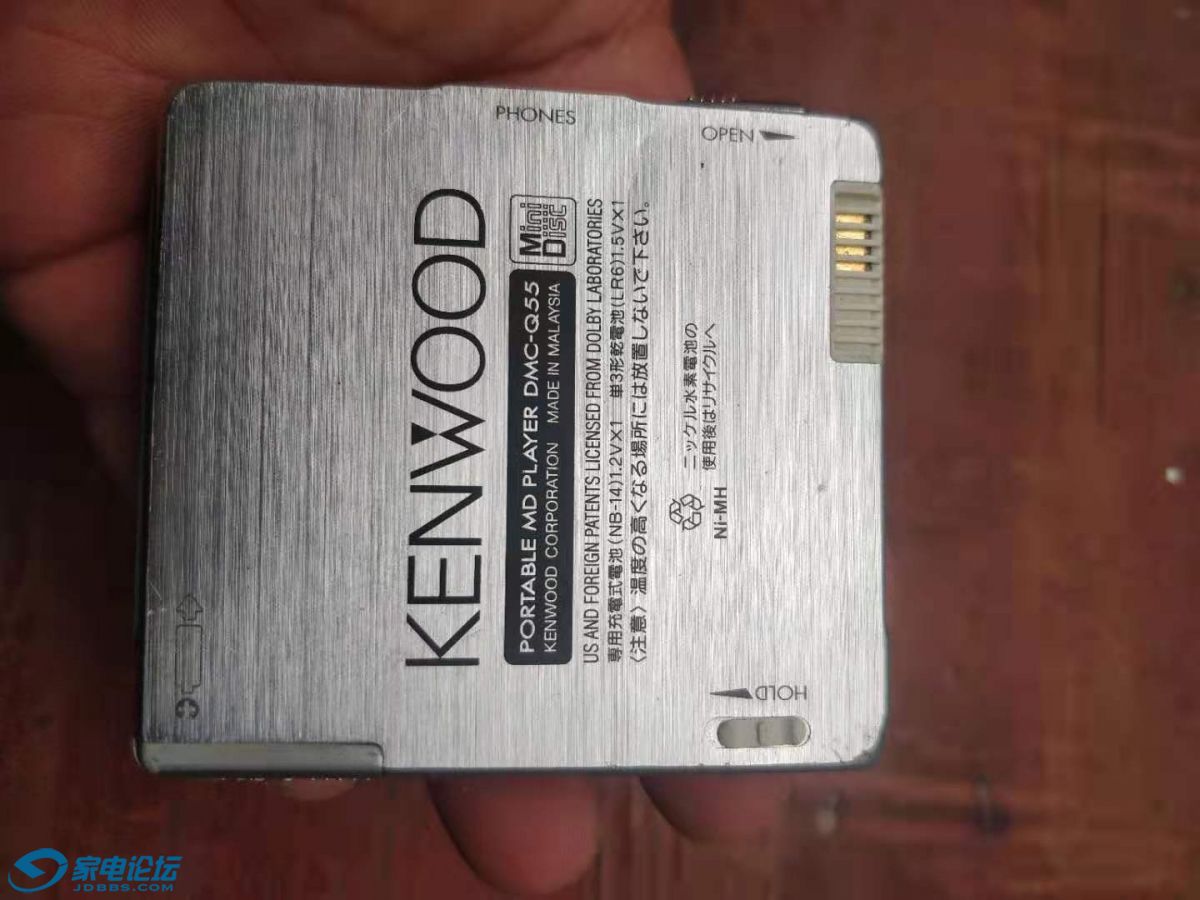 PHONES
OPEN
KENWOOD
Mini
Disc
PORTABLE MD PLAYER DMC-Q55
KENWOOD CORPORATION MADE IN MALAYSIA
US AND FOREIGN PATENTS LICENSED FROM DOLBY LABORATORIES
専用充電式電池(NB-14)1.2V×1 単3形乾電池(LR6)1.5V×1
〈注意〉温度の高くなる場所には放置しないで下さい。
ニッケル水素電池の
使用後はリサイクルへ
Ni-MH
HOLD
家电论坛
JDBBS.COM